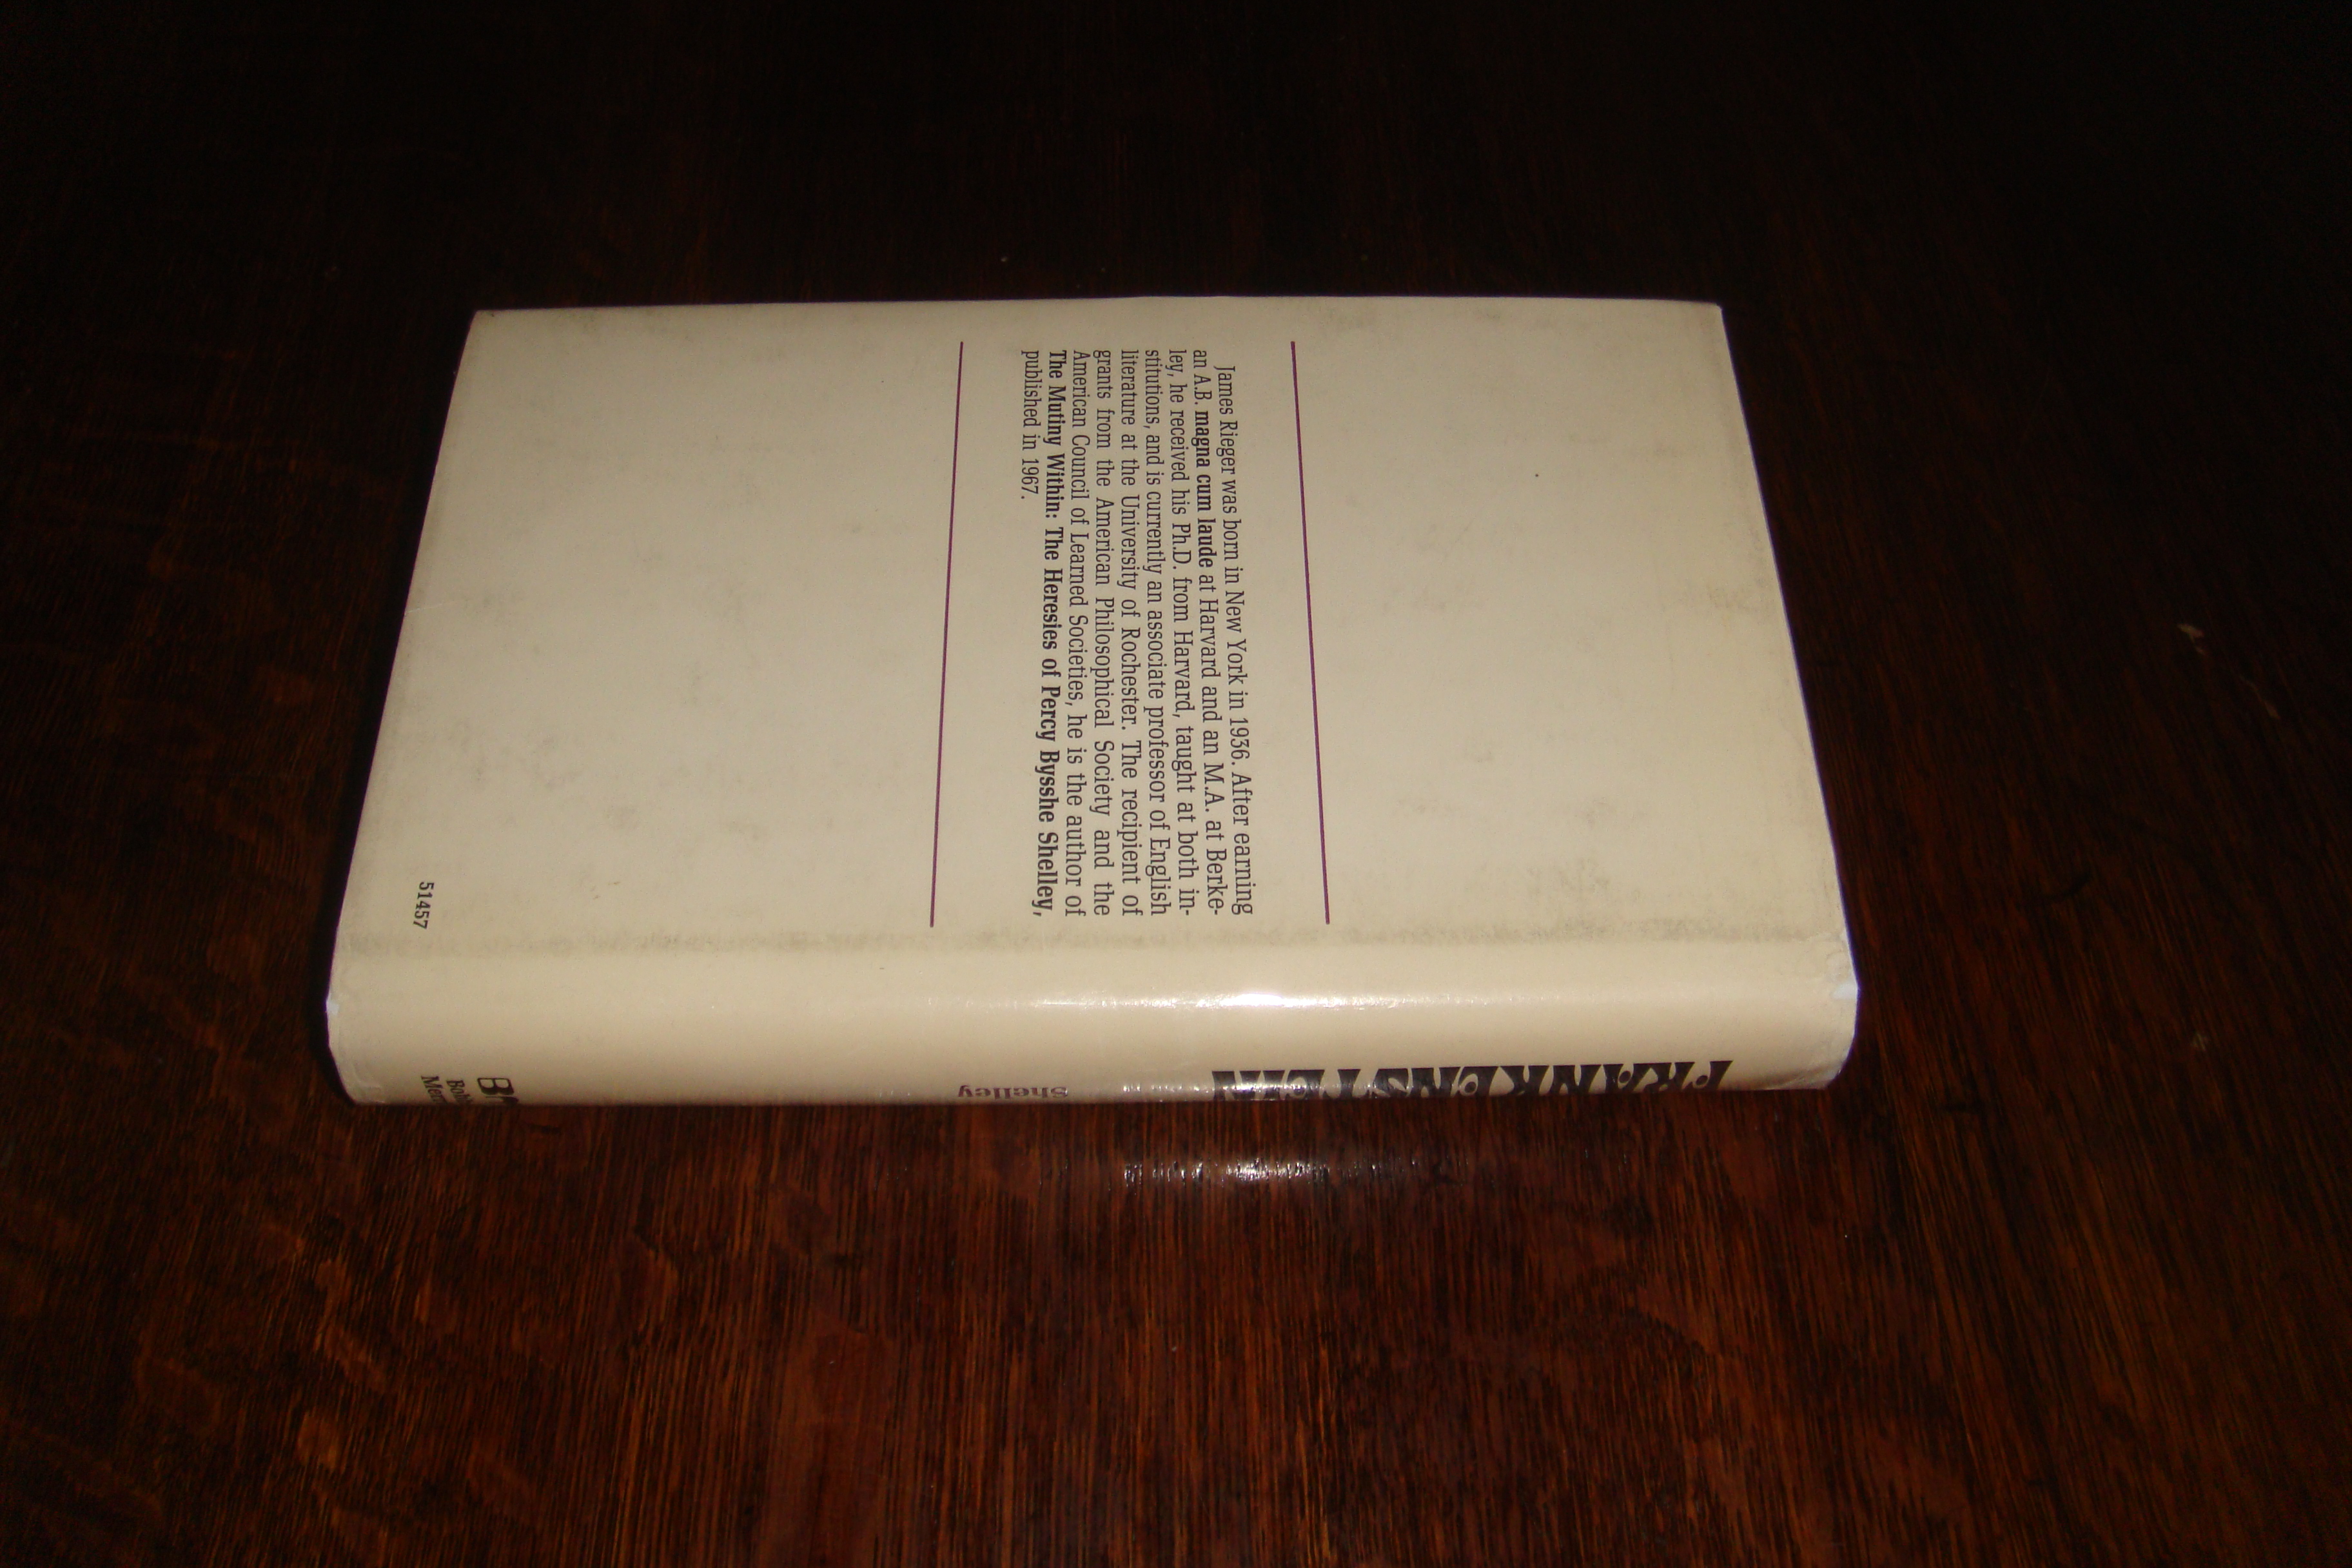 James Rieger was born in New York in 1936. After earning
an A.B. magna cum laude at Harvard and an M.A. at Berke-
ley, he received his Ph.D. from Harvard, taught at both in-
stitutions, and is currently an associate professor of English
literature at the University of Rochester. The recipient of
grants from the American Philosophical Society and the
American Council of Learned Societies, he is the author of
The Mutiny Within: The Heresies of Percy Bysshe Shelley,
published in 1967.
51457
FRANKENSTEIN
Shelley